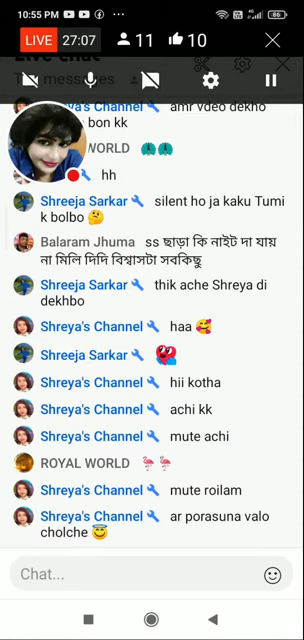 10:55 PM
86
LIVE 27:07 11 10
Live chat
messages
Shreya's Channel amr vdeo dekho
bon kk
WORLD
hh
Shreeja Sarkar silent ho ja kaku Tumi
k bolbo 🤔
Balaram Jhuma ss ছাড়া কি নাইট দা যায়
না মিলি দিদি বিশ্বাসটা সবকিছু
Shreeja Sarkar thik ache Shreya di
dekhbo
Shreya's Channel haa 🥰
Shreeja Sarkar
Shreya's Channel hii kotha
Shreya's Channel achi kk
Shreya's Channel mute achi
ROYAL WORLD 🦩🦩
Shreya's Channel mute roilam
Shreya's Channel ar porasuna valo
cholche 😇
Chat...